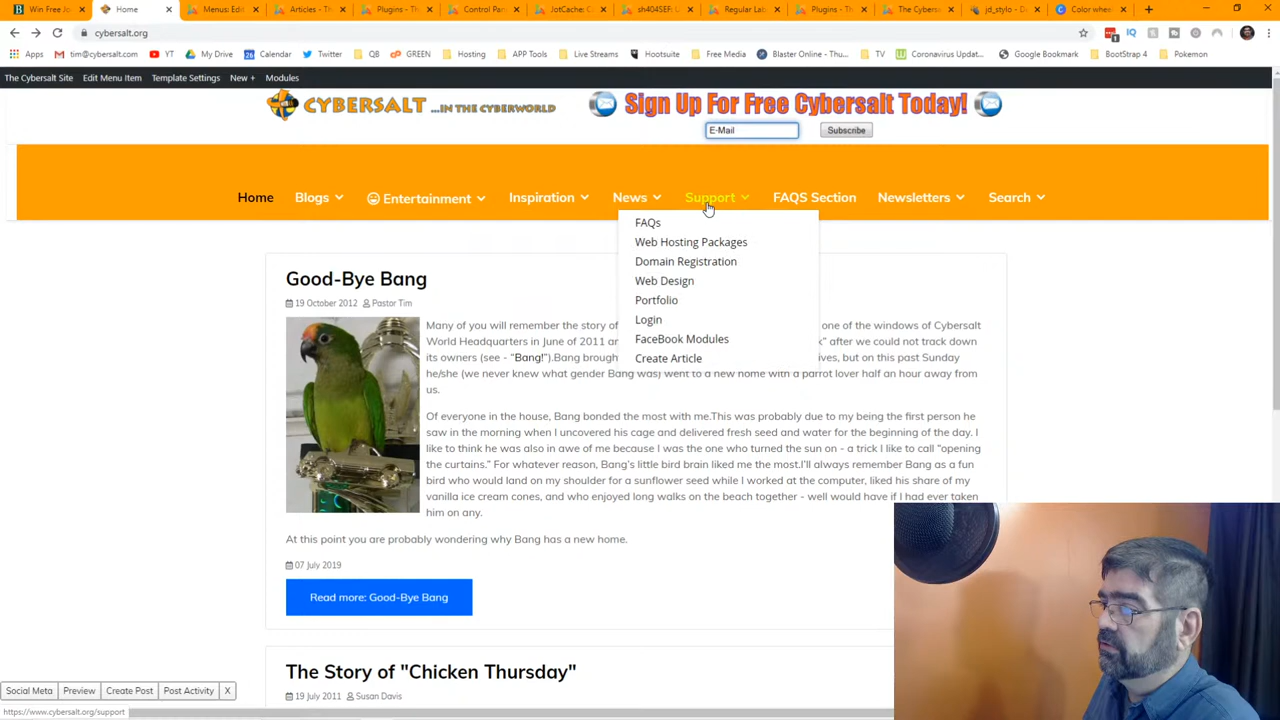 Win Free Jo
Home
Menus: Edi
Articles - Th
Plugins - Th
Control Pan
JotCache: C
sh404SEF: U
Regular Lab
Plugins - Th
The Cybersa
jd_stylo - D
Color whee
cybersalt.org
Apps
tim@cybersalt.com
YT
My Drive
Calendar
Twitter
QB
GREEN
Hosting
APP Tools
Live Streams
Hootsuite
Free Media
Blaster Online - Thu...
TV
Coronavirus Updat...
Google Bookmark
BootStrap 4
Pokemon
The Cybersalt Site
Edit Menu Item
Template Settings
New +
Modules
CYBERSALT ...IN THE CYBERWORLD
Sign Up For Free Cybersalt Today!
E-Mail
Subscribe
Home
Blogs
Entertainment
Inspiration
News
Support
FAQS Section
Newsletters
Search
FAQs
Web Hosting Packages
Domain Registration
Web Design
Portfolio
Login
FaceBook Modules
Create Article
Good-Bye Bang
19 October 2012 Pastor Tim
Many of you will remember the story of one of the windows of Cybersalt
World Headquarters in June of 2011 an after we could not track down
its owners (see - "Bang!").Bang brough ives, but on this past Sunday
he/she (we never knew what gender Bang was) went to a new home with a parrot lover half an hour away from
us.
Of everyone in the house, Bang bonded the most with me.This was probably due to my being the first person he
saw in the morning when I uncovered his cage and delivered fresh seed and water for the beginning of the day. I
like to think he was also in awe of me because I was the one who turned the sun on - a trick I like to call "opening
the curtains." For whatever reason, Bang's little bird brain liked me the most.I'll always remember Bang as a fun
bird who would land on my shoulder for a sunflower seed while I worked at the computer, liked his share of my
vanilla ice cream cones, and who enjoyed long walks on the beach together - well would have if I had ever taken
him on any.
At this point you are probably wondering why Bang has a new home.
07 July 2019
Read more: Good-Bye Bang
The Story of "Chicken Thursday"
19 July 2011 Susan Davis
Social Meta
Preview
Create Post
Post Activity
X
https://www.cybersalt.org/support